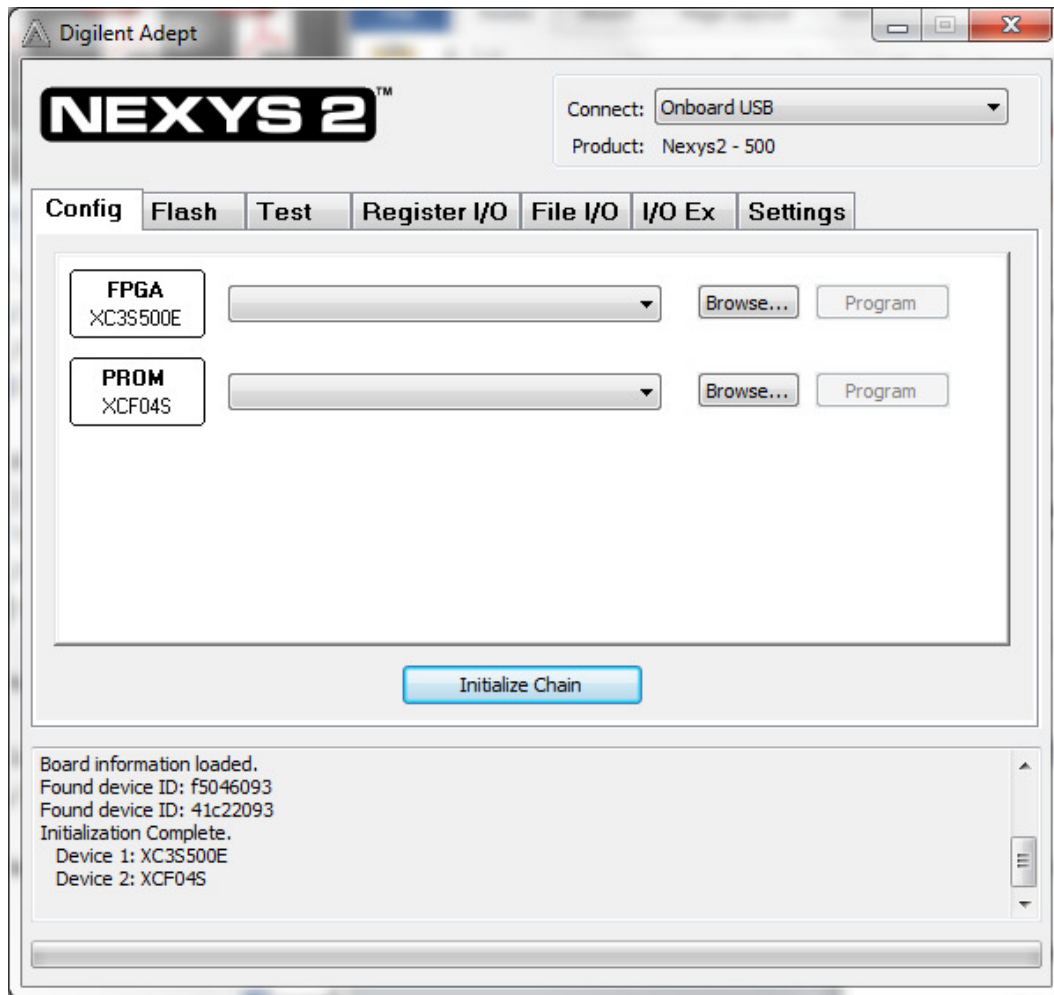 Digilent Adept
NEXYS 2™
Connect: Onboard USB
Product: Nexys2 - 500
Config Flash Test Register I/O File I/O I/O Ex Settings
FPGA
XC3S500E
Browse... Program
PROM
XCF04S
Browse... Program
Initialize Chain
Board information loaded.
Found device ID: f5046093
Found device ID: 41c22093
Initialization Complete.
Device 1: XC3S500E
Device 2: XCF04S